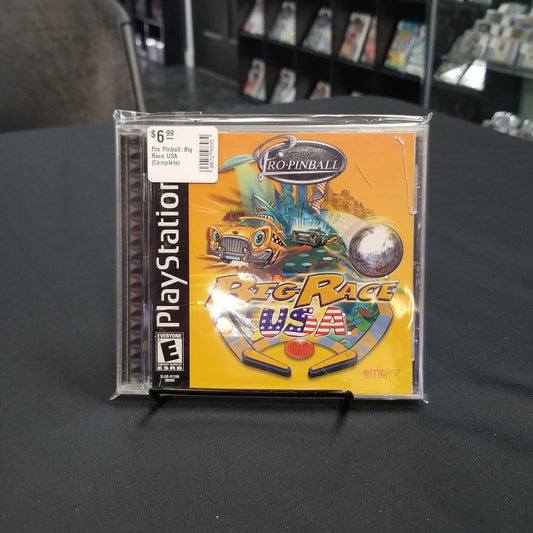 $6.99
Pro Pinball: Big
Race USA
(Complete)
PRO-PINBALL
PlayStation
BIG RACE
USA
EVERYONE
E
ESRB
empire